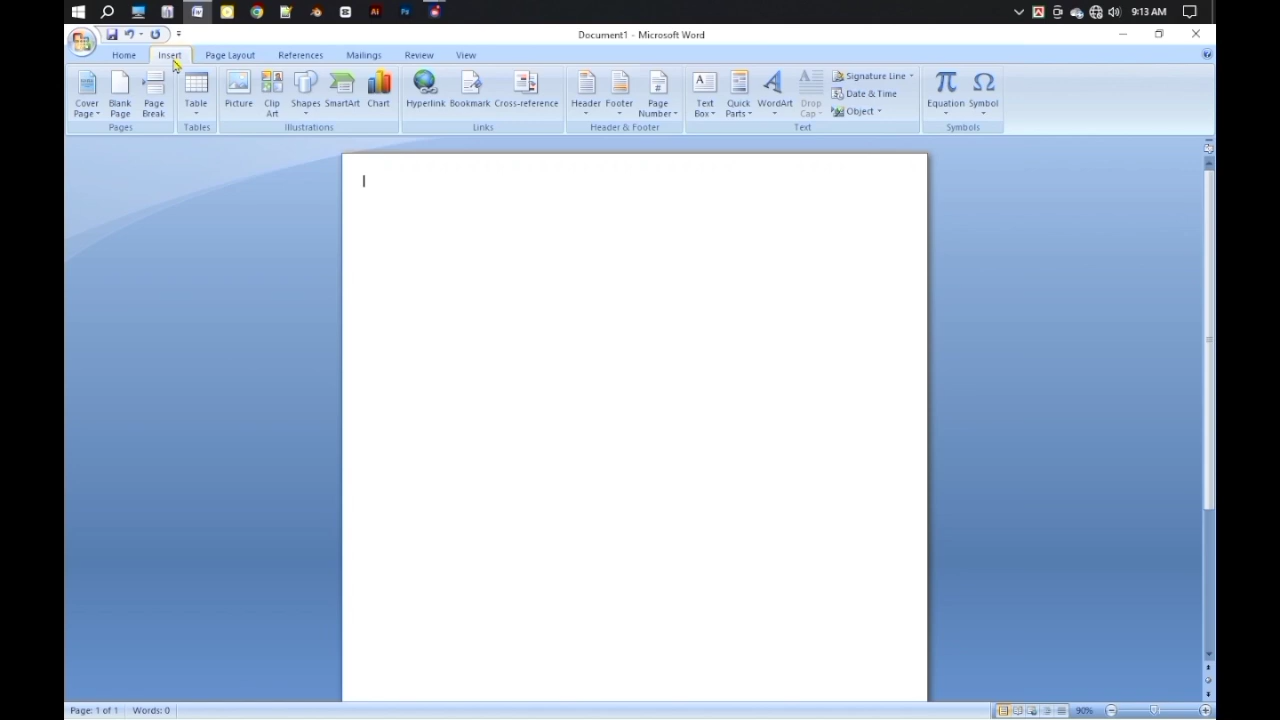 9:13 AM
Document1 - Microsoft Word
Home Insert Page Layout References Mailings Review View
Cover Page Blank Page Page Break Table Picture Clip Art Shapes SmartArt Chart Hyperlink Bookmark Cross-reference Header Footer Page Number Text Box Quick Parts WordArt Drop Cap Signature Line Equation Symbol
Date & Time
Object
Pages Tables Illustrations Links Header & Footer Text Symbols
Page: 1 of 1 Words: 0 90%